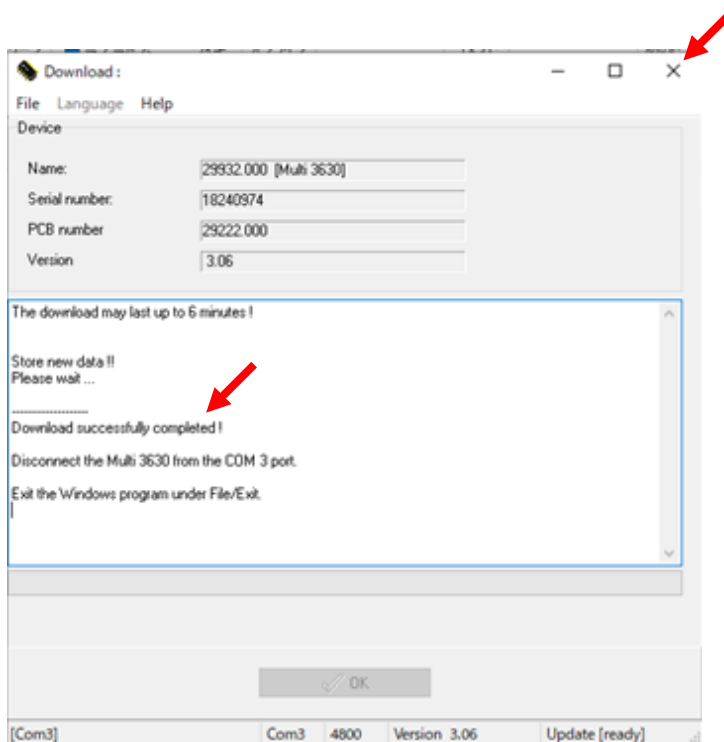 Download :
File Language Help
Device
Name: 29932.000 [Multi 3630]
Serial number: 18240974
PCB number 29222.000
Version 3.06
The download may last up to 6 minutes !
Store new data !!
Please wait ...
-------------------
Download successfully completed !
Disconnect the Multi 3630 from the COM 3 port.
Exit the Windows program under File/Exit.
OK
[Com3] Com3 4800 Version 3.06 Update [ready]